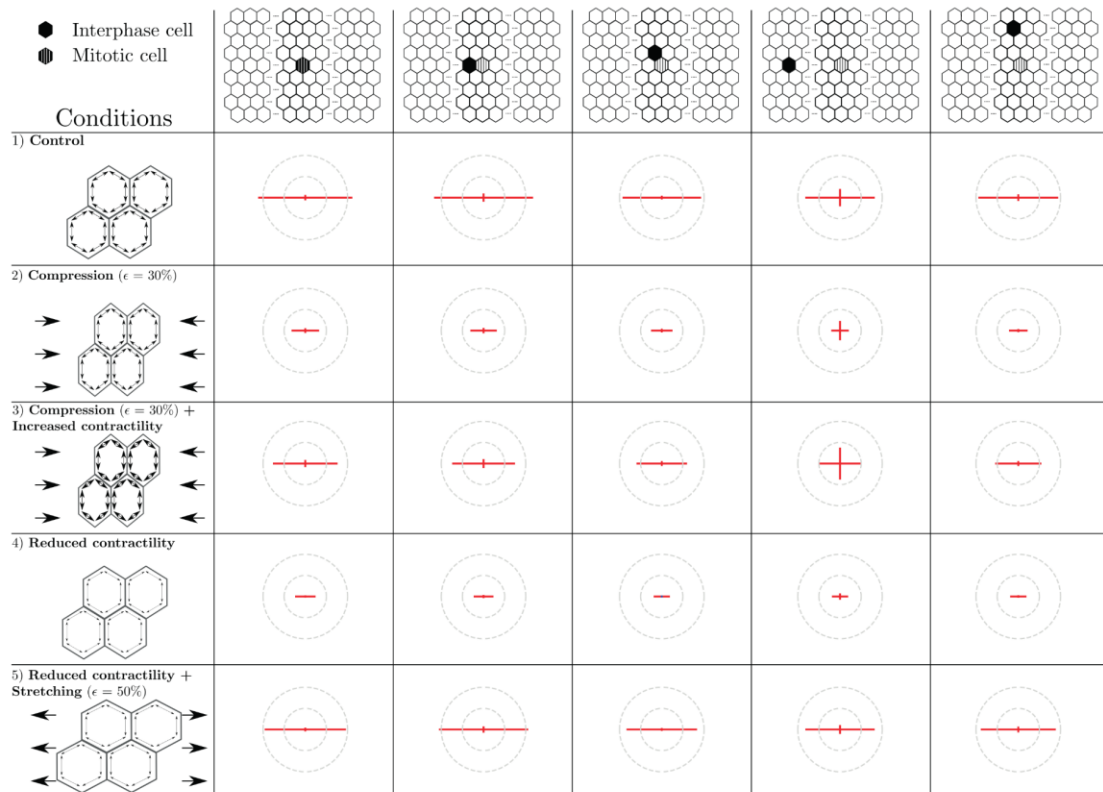 Interphase cell
Mitotic cell
Conditions
1) Control
2) Compression (ϵ = 30%)
3) Compression (ϵ = 30%) +
Increased contractility
4) Reduced contractility
5) Reduced contractility +
Stretching (ϵ = 50%)